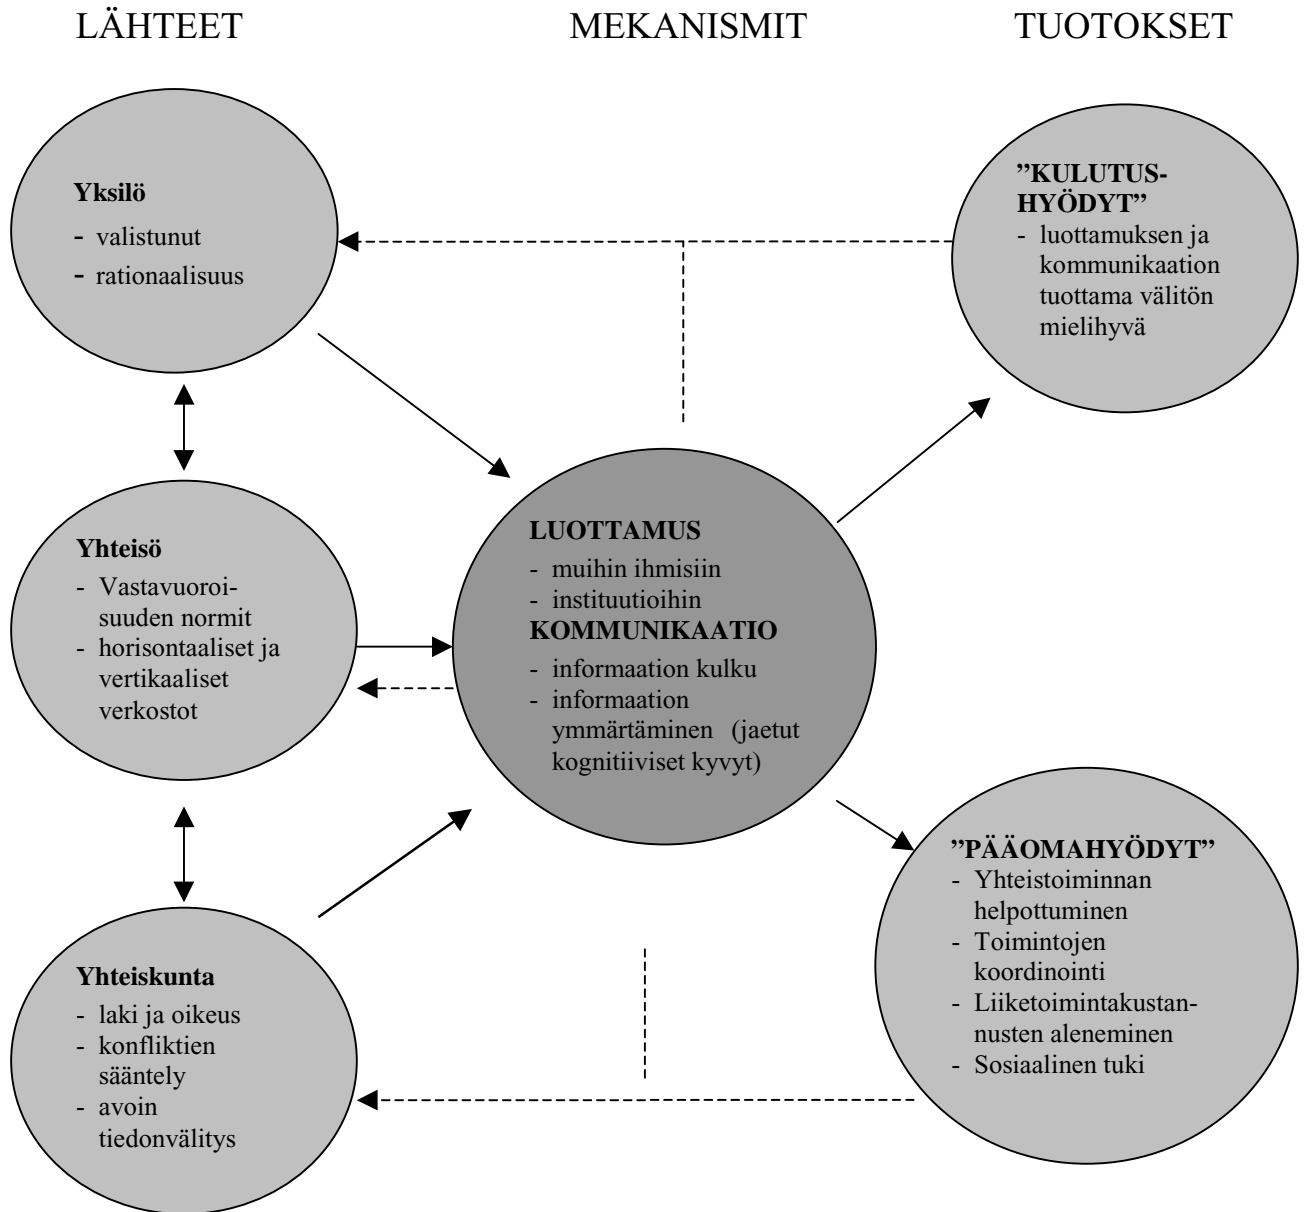 LÄHTEET
MEKANISMIT
TUOTOKSET
Yksilö
- valistunut
- rationaalisuus
”KULUTUS-
HYÖDYT”
- luottamuksen ja
kommunikaation
tuottama välitön
mielihyvä
Yhteisö
- Vastavuoroi-
suuden normit
- horisontaaliset ja
vertikaaliset
verkostot
LUOTTAMUS
- muihin ihmisiin
- instituutioihin
KOMMUNIKAATIO
- informaation kulku
- informaation
ymmärtäminen (jaetut
kognitiiviset kyvyt)
Yhteiskunta
- laki ja oikeus
- konfliktien
sääntely
- avoin
tiedonvälitys
”PÄÄOMAHYÖDYT”
- Yhteistoiminnan
helpottuminen
- Toimintojen
koordinointi
- Liiketoimintakustan-
nusten aleneminen
- Sosiaalinen tuki